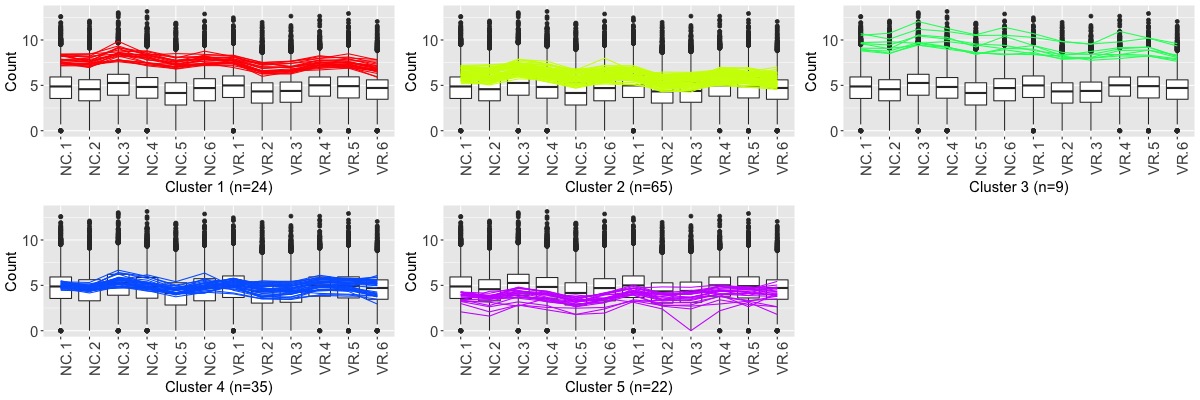 Count
10
5
0
NC.1 NC.2 NC.3 NC.4 NC.5 NC.6 VR.1 VR.2 VR.3 VR.4 VR.5 VR.6
Cluster 1 (n=24)
Count
10
5
0
NC.1 NC.2 NC.3 NC.4 NC.5 NC.6 VR.1 VR.2 VR.3 VR.4 VR.5 VR.6
Cluster 2 (n=65)
Count
10
5
0
NC.1 NC.2 NC.3 NC.4 NC.5 NC.6 VR.1 VR.2 VR.3 VR.4 VR.5 VR.6
Cluster 3 (n=9)
Count
10
5
0
NC.1 NC.2 NC.3 NC.4 NC.5 NC.6 VR.1 VR.2 VR.3 VR.4 VR.5 VR.6
Cluster 4 (n=35)
Count
10
5
0
NC.1 NC.2 NC.3 NC.4 NC.5 NC.6 VR.1 VR.2 VR.3 VR.4 VR.5 VR.6
Cluster 5 (n=22)